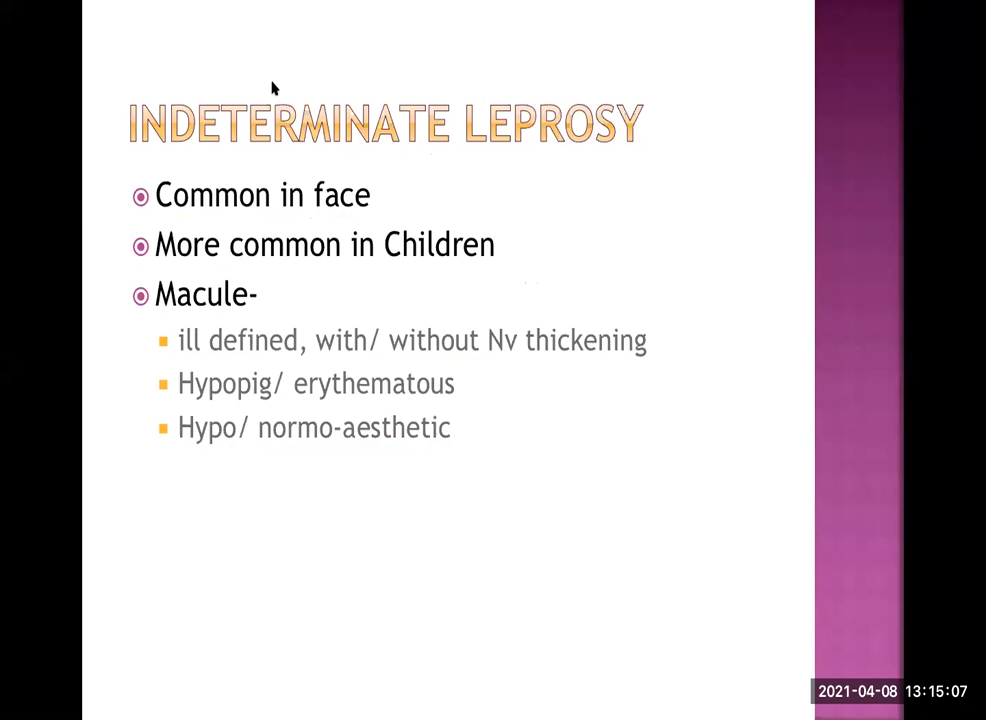 INDETERMINATE LEPROSY
Common in face
More common in Children
Macule-
ill defined, with/ without Nv thickening
Hypopig/ erythematous
Hypo/ normo-aesthetic
2021-04-08 13:15:07